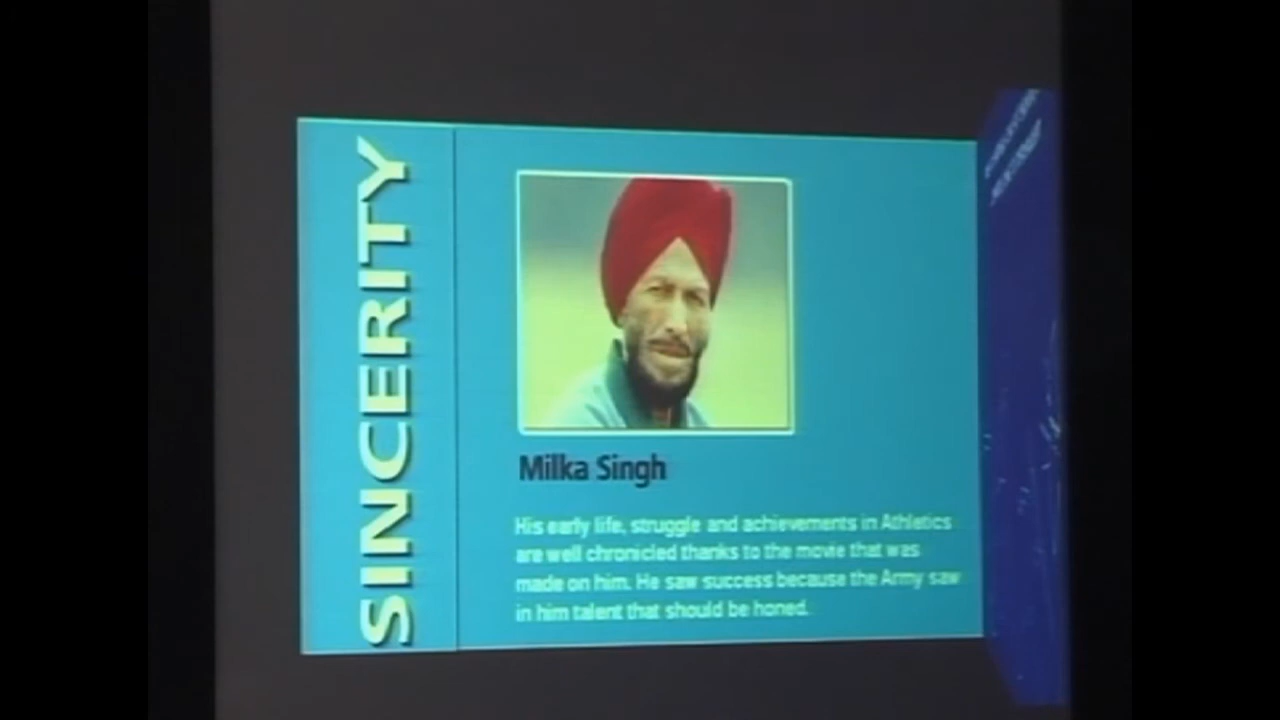 SINCERITY
Milka Singh
His early life, struggle and achievements in Athletics
are well chronicled thanks to the movie that was
made on him. He saw success because the Army saw
in him talent that should be honed.